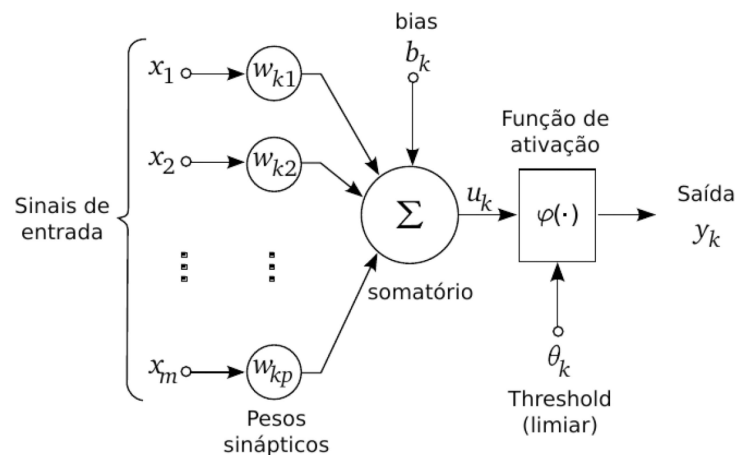 bias
b_k
x_1
w_k1
x_2
w_k2
Sinais de
entrada
x_m
w_kp
Pesos
sinápticos
Σ
somatório
u_k
Função de
ativação
φ(·)
θ_k
Threshold
(limiar)
Saída
y_k